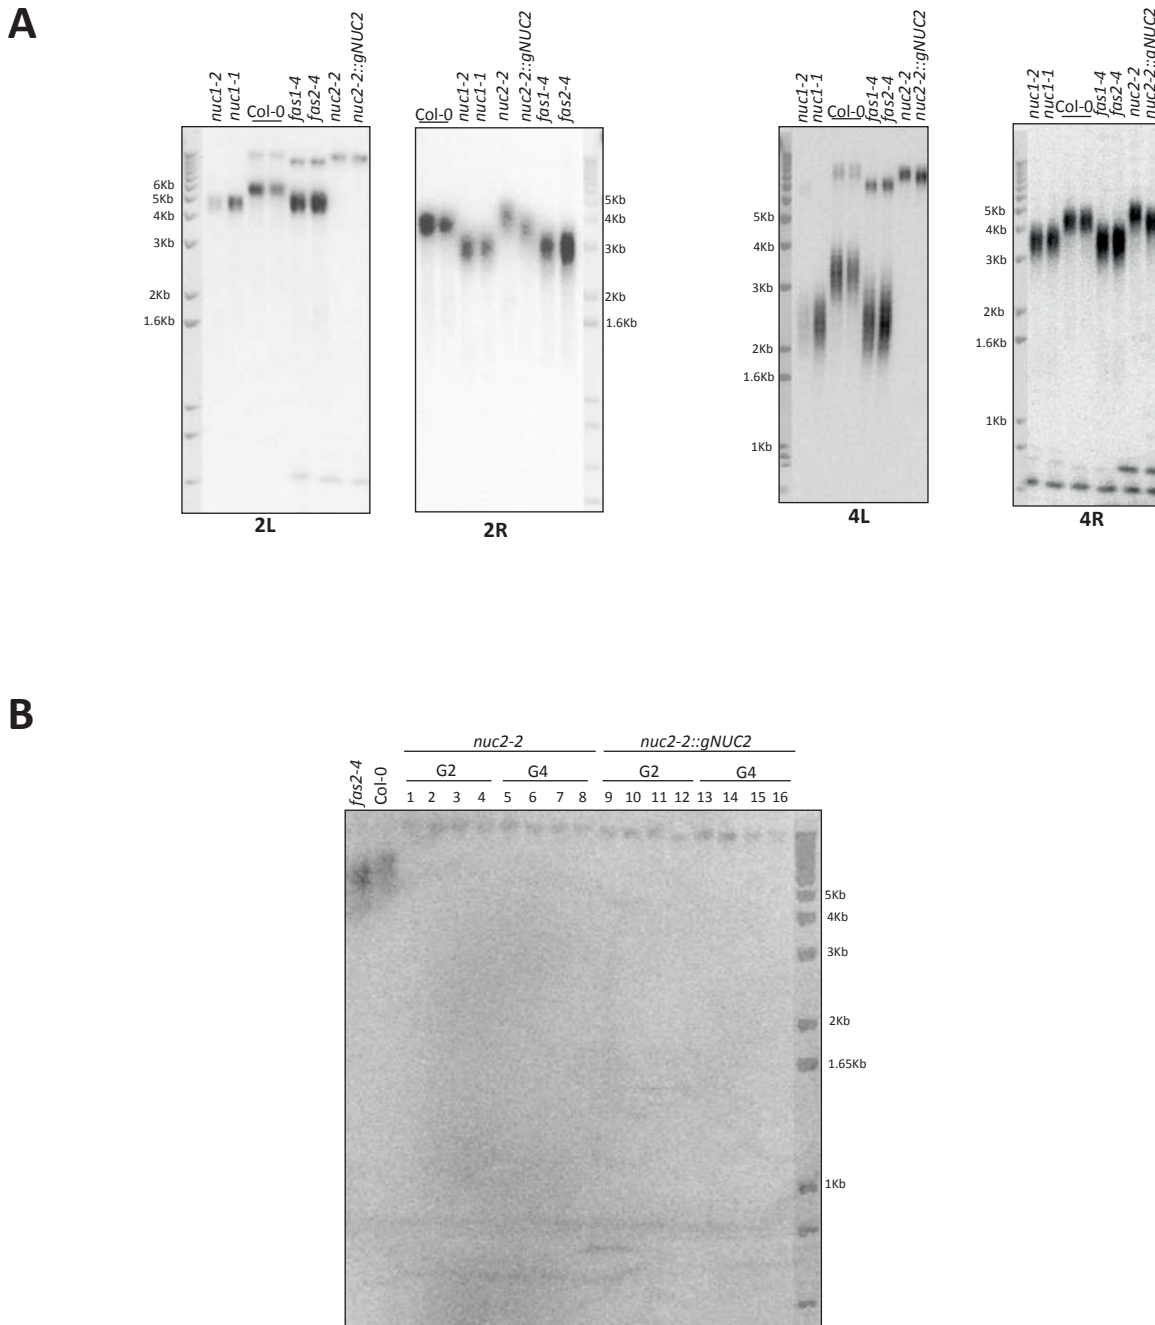 A
nuc1-2 nuc1-1 Col-0 fas1-4 fas2-4 nuc2-2 nuc2-2::gNUC2
6Kb
5Kb
4Kb
3Kb
2Kb
1.6Kb
2L
Col-0 nuc1-2 nuc1-1 nuc2-2 nuc2-2::gNUC2 fas1-4 fas2-4
5Kb
4Kb
3Kb
2Kb
1.6Kb
2R
nuc1-2 nuc1-1 Col-0 fas1-4 fas2-4 nuc2-2 nuc2-2::gNUC2
5Kb
4Kb
3Kb
2Kb
1.6Kb
1Kb
4L
nuc1-2 nuc1-1 Col-0 fas1-4 fas2-4 nuc2-2 nuc2-2::gNUC2
5Kb
4Kb
3Kb
2Kb
1.6Kb
1Kb
4R
B
nuc2-2 nuc2-2::gNUC2
fas2-4 Col-0 G2 G4 G2 G4
1 2 3 4 5 6 7 8 9 10 11 12 13 14 15 16
5Kb
4Kb
3Kb
2Kb
1.65Kb
1Kb